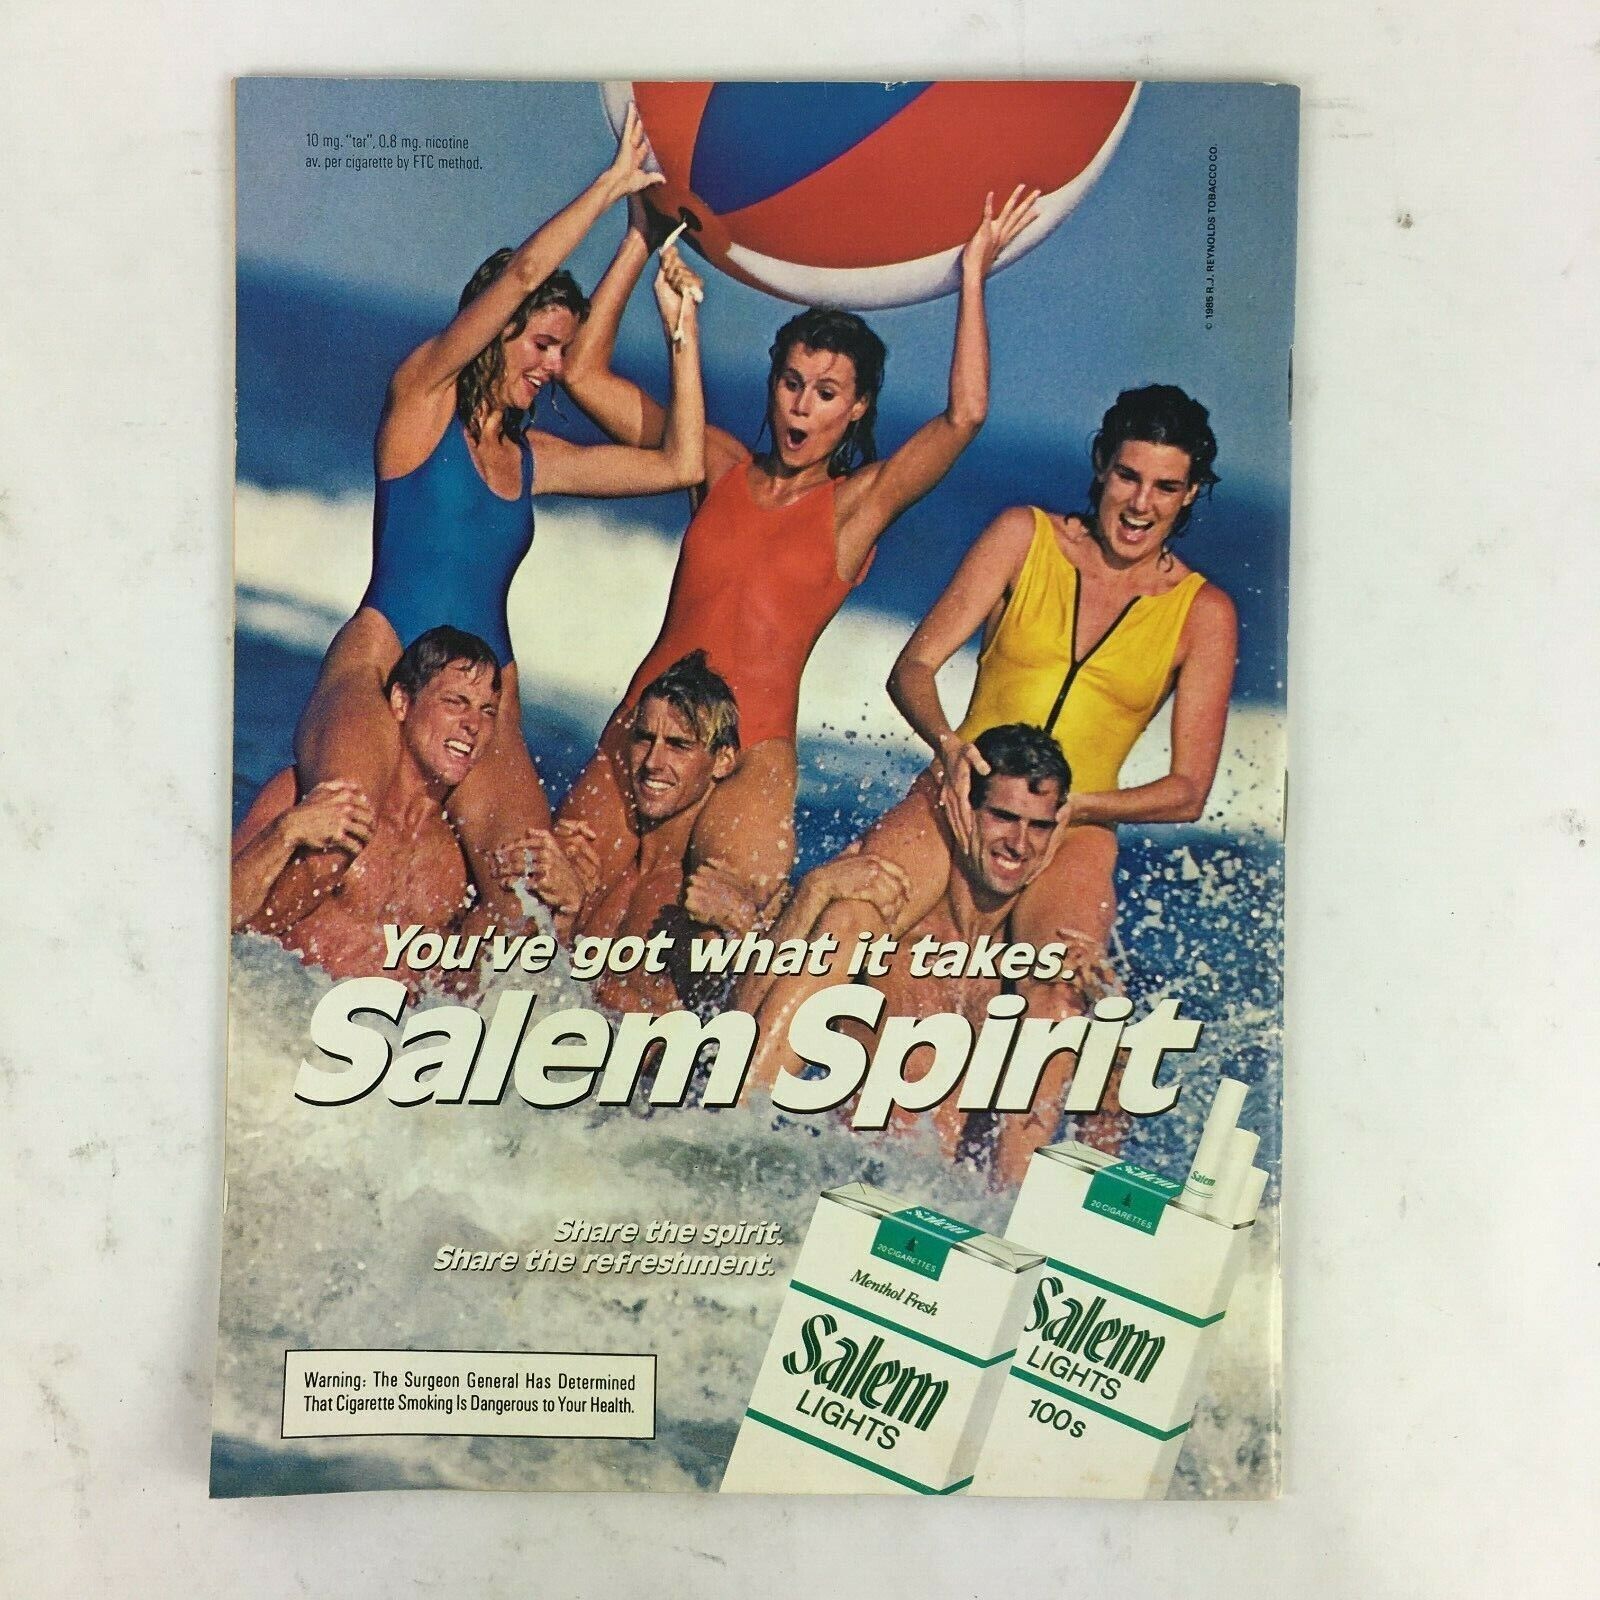 10 mg. "tar", 0.8 mg. nicotine
av. per cigarette by FTC method.
© 1985 R.J. REYNOLDS TOBACCO CO.
You've got what it takes.
Salem Spirit
Share the spirit.
Share the refreshment.
Salem
20 CIGARETTES
Menthol Fresh
Salem
LIGHTS
Salem
20 CIGARETTES
Salem
Salem
LIGHTS
100s
Warning: The Surgeon General Has Determined
That Cigarette Smoking Is Dangerous to Your Health.